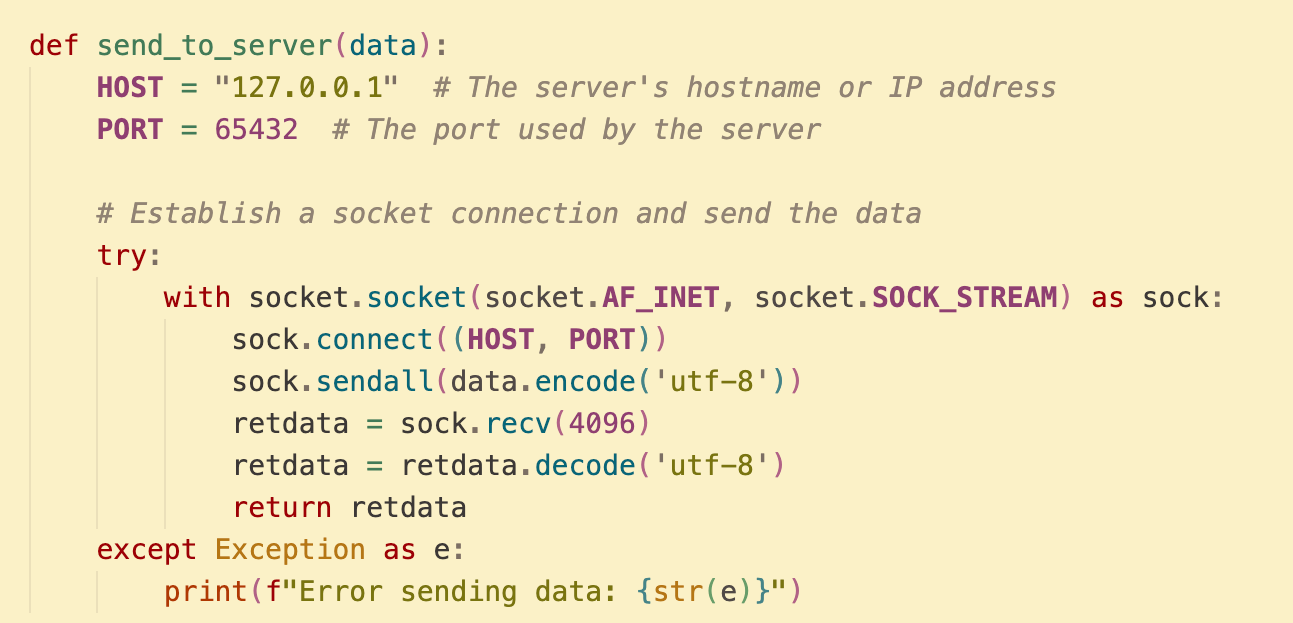 def send_to_server(data):
    HOST = "127.0.0.1"  # The server's hostname or IP address
    PORT = 65432  # The port used by the server

    # Establish a socket connection and send the data
    try:
        with socket.socket(socket.AF_INET, socket.SOCK_STREAM) as sock:
            sock.connect((HOST, PORT))
            sock.sendall(data.encode('utf-8'))
            retdata = sock.recv(4096)
            retdata = retdata.decode('utf-8')
            return retdata
    except Exception as e:
        print(f"Error sending data: {str(e)}")